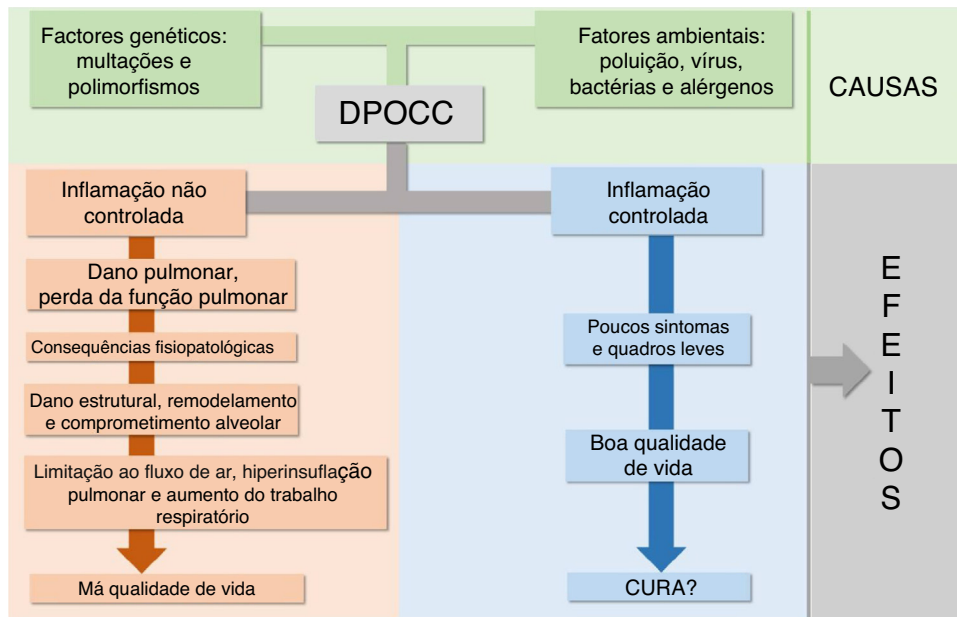 Factores genéticos:
multações e
polimorfismos
Fatores ambientais:
poluição, vírus,
bactérias e alérgenos
CAUSAS
DPOCC
Inflamação não
controlada
Inflamação
controlada
Dano pulmonar,
perda da função pulmonar
Consequências fisiopatológicas
Dano estrutural, remodelamento
e comprometimento alveolar
Limitação ao fluxo de ar, hiperinsuflação
pulmonar e aumento do trabalho
respiratório
Má qualidade de vida
Poucos sintomas
e quadros leves
Boa qualidade
de vida
CURA?
E
F
E
I
T
O
S